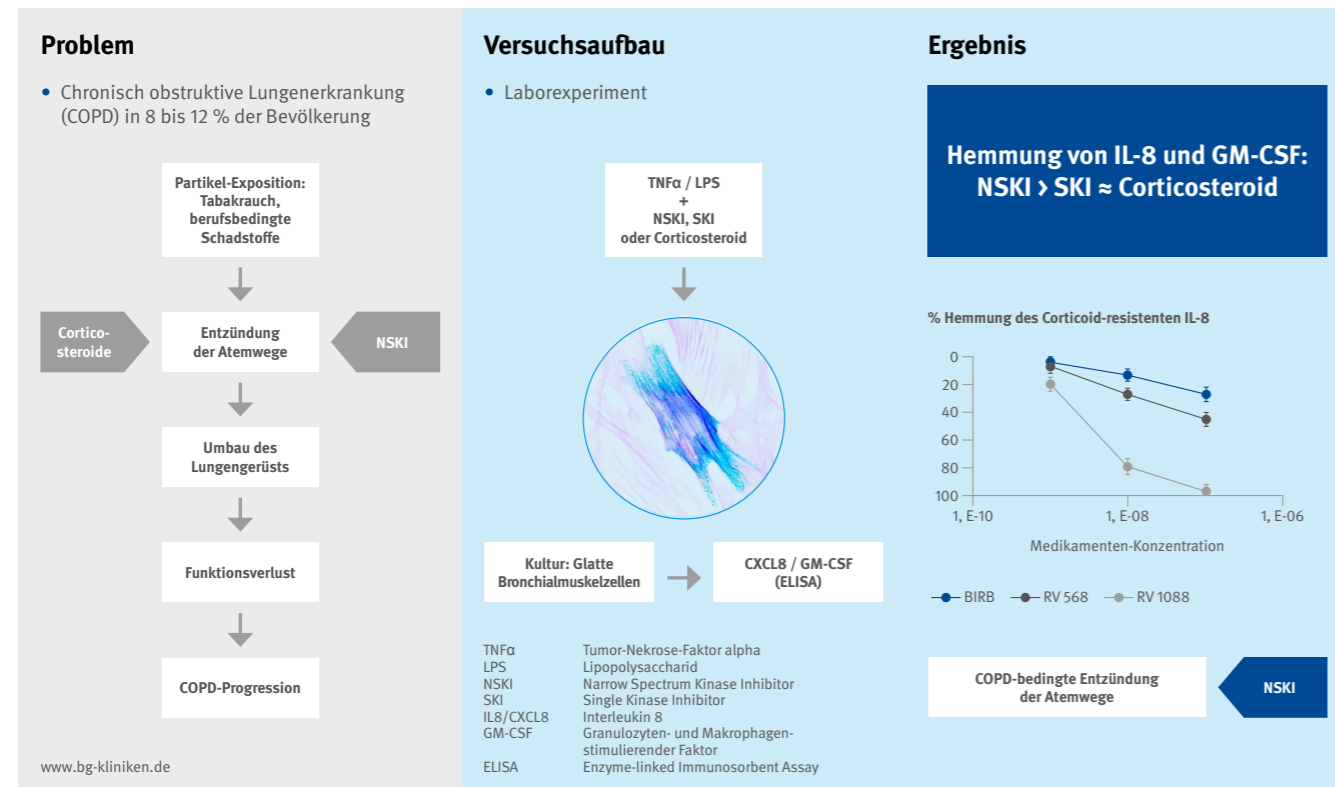 Problem
• Chronisch obstruktive Lungenerkrankung
(COPD) in 8 bis 12 % der Bevölkerung
Partikel-Exposition:
Tabakrauch,
berufsbedingte
Schadstoffe
Cortico-
steroide
Entzündung
der Atemwege
NSKI
Umbau des
Lungengerüsts
Funktionsverlust
COPD-Progression
www.bg-kliniken.de
Versuchsaufbau
• Laborexperiment
TNFα / LPS
+
NSKI, SKI
oder Corticosteroid
Kultur: Glatte
Bronchialmuskelzellen
CXCL8 / GM-CSF
(ELISA)
TNFα Tumor-Nekrose-Faktor alpha
LPS Lipopolysaccharid
NSKI Narrow Spectrum Kinase Inhibitor
SKI Single Kinase Inhibitor
IL8/CXCL8 Interleukin 8
GM-CSF Granulozyten- und Makrophagen-
stimulierender Faktor
ELISA Enzyme-linked Immunosorbent Assay
Ergebnis
Hemmung von IL-8 und GM-CSF:
NSKI > SKI ≈ Corticosteroid
% Hemmung des Corticoid-resistenten IL-8
0
20
40
60
80
100
1, E-10 1, E-08 1, E-06
Medikamenten-Konzentration
BIRB RV 568 RV 1088
COPD-bedingte Entzündung
der Atemwege
NSKI